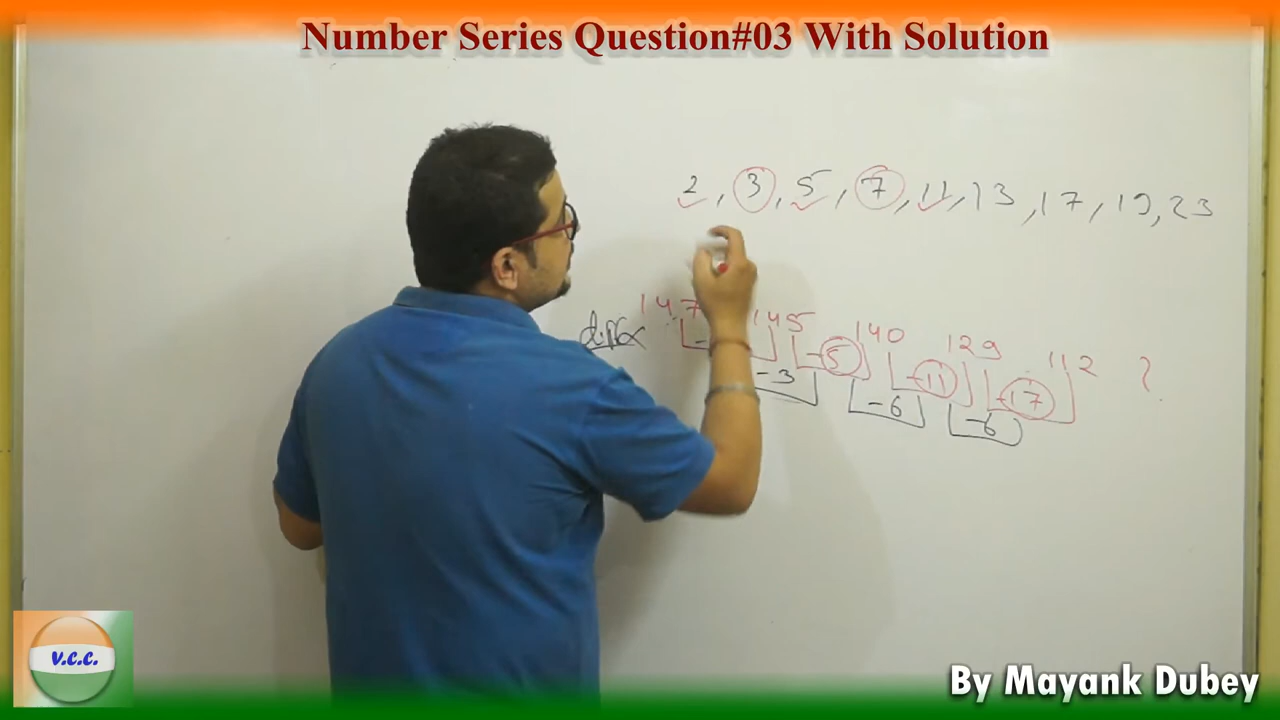 Number Series Question#03 With Solution
2, 3, 5, 7, 11, 13, 17, 19, 23
147 145 140 129 112 ?
-5 -11 -17
-3 -6 -6
V.C.C.
By Mayank Dubey